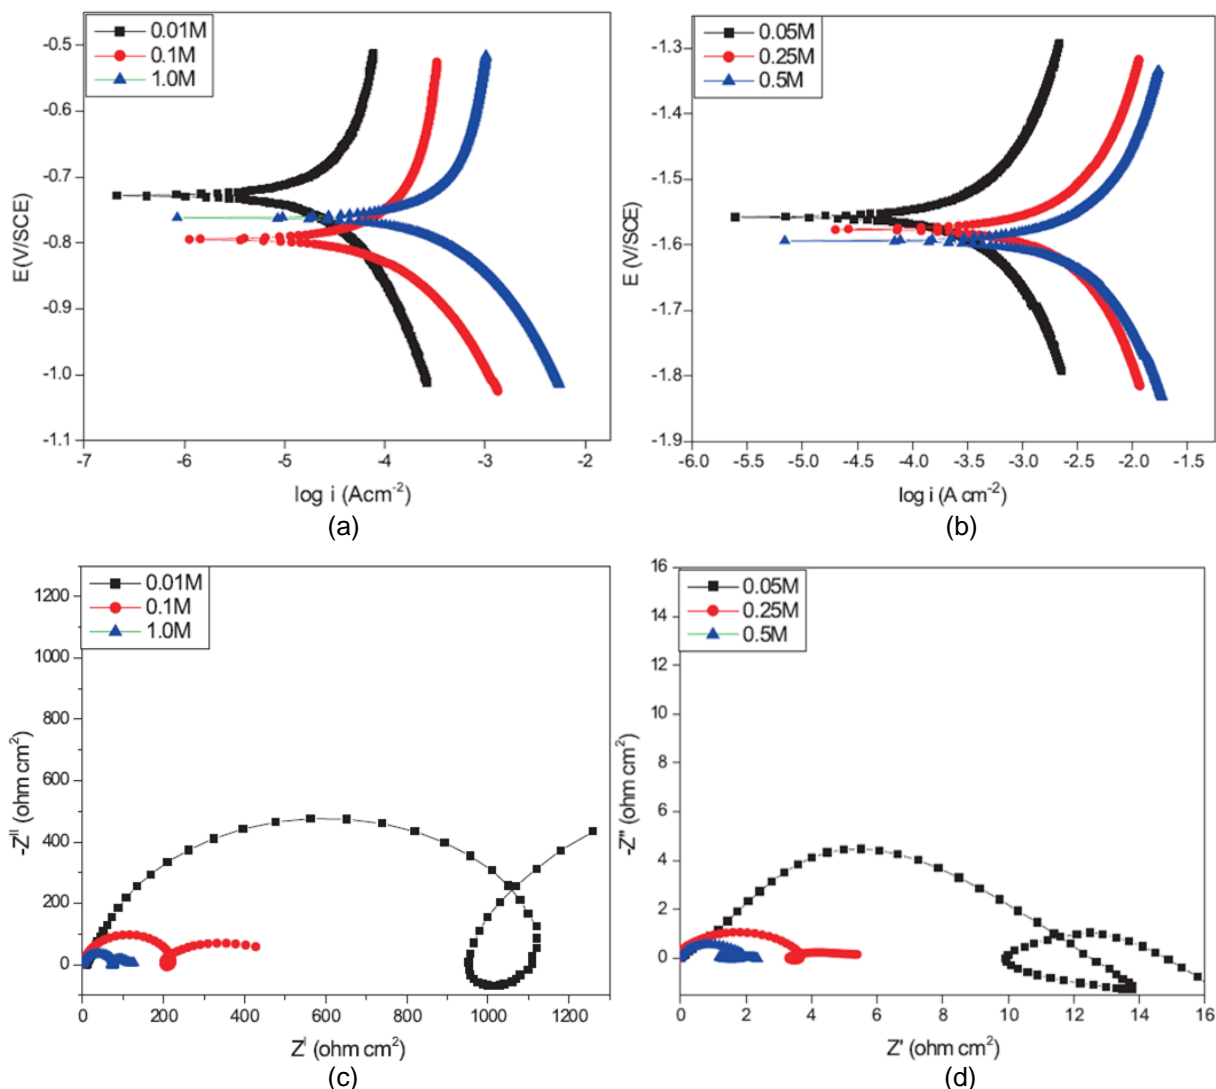 0.01M
0.1M
1.0M
-0.5
-0.6
-0.7
-0.8
-0.9
-1.0
-1.1
E(V/SCE)
-7
-6
-5
-4
-3
-2
log i (Acm-2)
(a)
0.05M
0.25M
0.5M
-1.3
-1.4
-1.5
-1.6
-1.7
-1.8
-1.9
E (V/SCE)
-6.0
-5.5
-5.0
-4.5
-4.0
-3.5
-3.0
-2.5
-2.0
-1.5
log i (A cm-2)
(b)
0.01M
0.1M
1.0M
1200
1000
800
600
400
200
0
-ZII (ohm cm2)
0
200
400
600
800
1000
1200
ZI (ohm cm2)
(c)
0.05M
0.25M
0.5M
16
14
12
10
8
6
4
2
0
-Z" (ohm cm2)
0
2
4
6
8
10
12
14
16
Z' (ohm cm2)
(d)